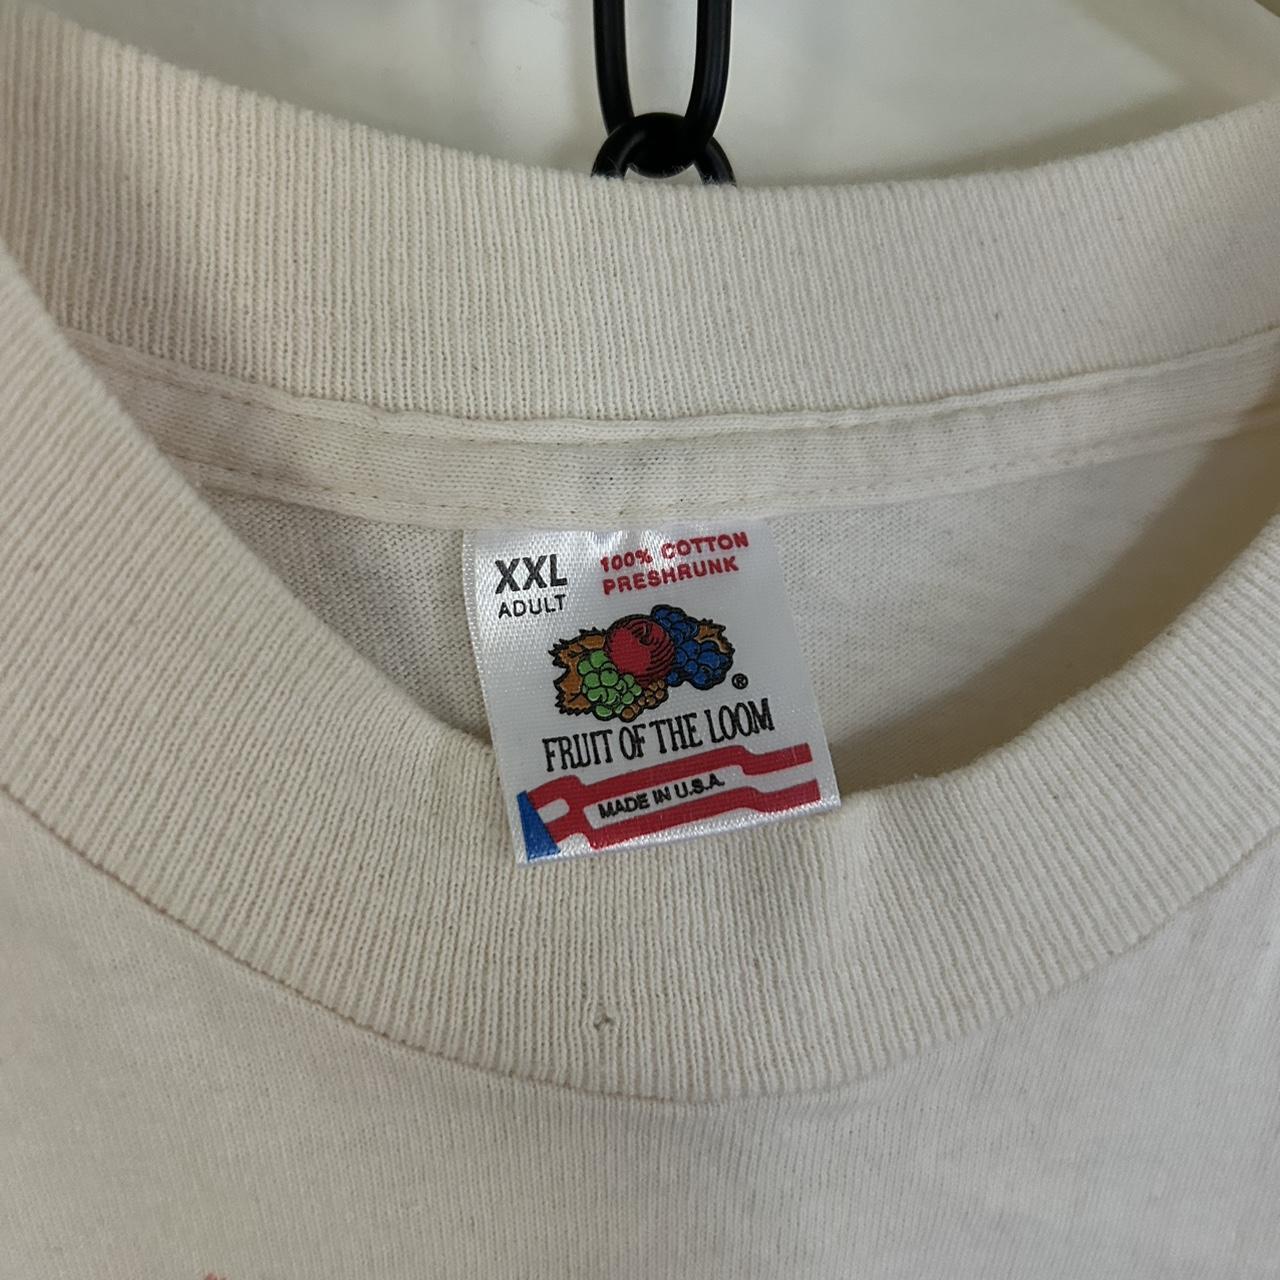 XXL
ADULT
100% COTTON
PRESHRUNK
®
FRUIT OF THE LOOM
MADE IN U.S.A.